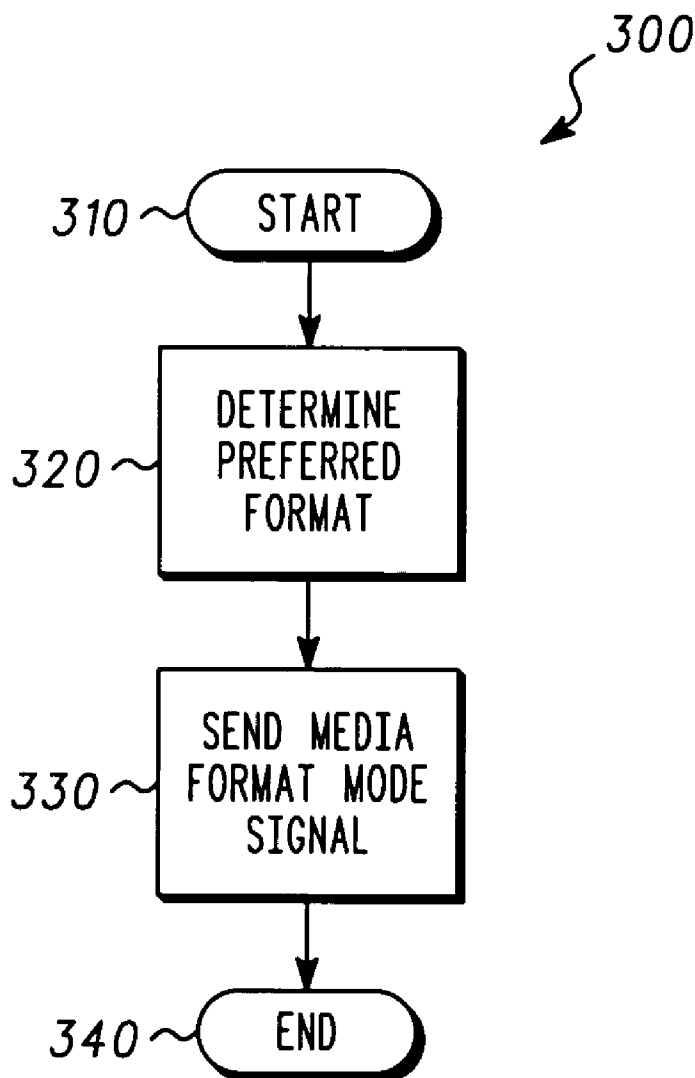 300
310
START
320
DETERMINE
PREFERRED
FORMAT
330
SEND MEDIA
FORMAT MODE
SIGNAL
340
END